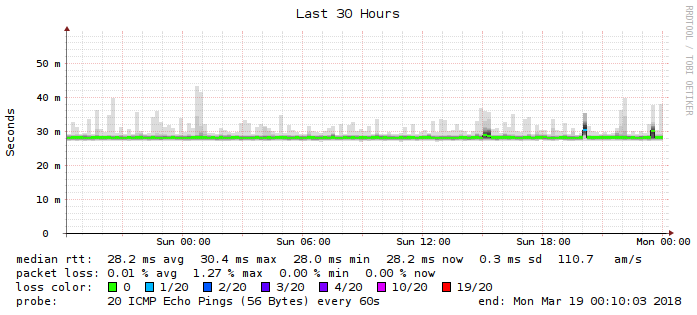 Last 30 Hours
RRDTOOL / TOBI OETIKER
Seconds
50 m
40 m
30 m
20 m
10 m
0
Sun 00:00 Sun 06:00 Sun 12:00 Sun 18:00 Mon 00:00
median rtt: 28.2 ms avg 30.4 ms max 28.0 ms min 28.2 ms now 0.3 ms sd 110.7 am/s
packet loss: 0.01 % avg 1.27 % max 0.00 % min 0.00 % now
loss color: 0 1/20 2/20 3/20 4/20 10/20 19/20
probe: 20 ICMP Echo Pings (56 Bytes) every 60s end: Mon Mar 19 00:10:03 2018